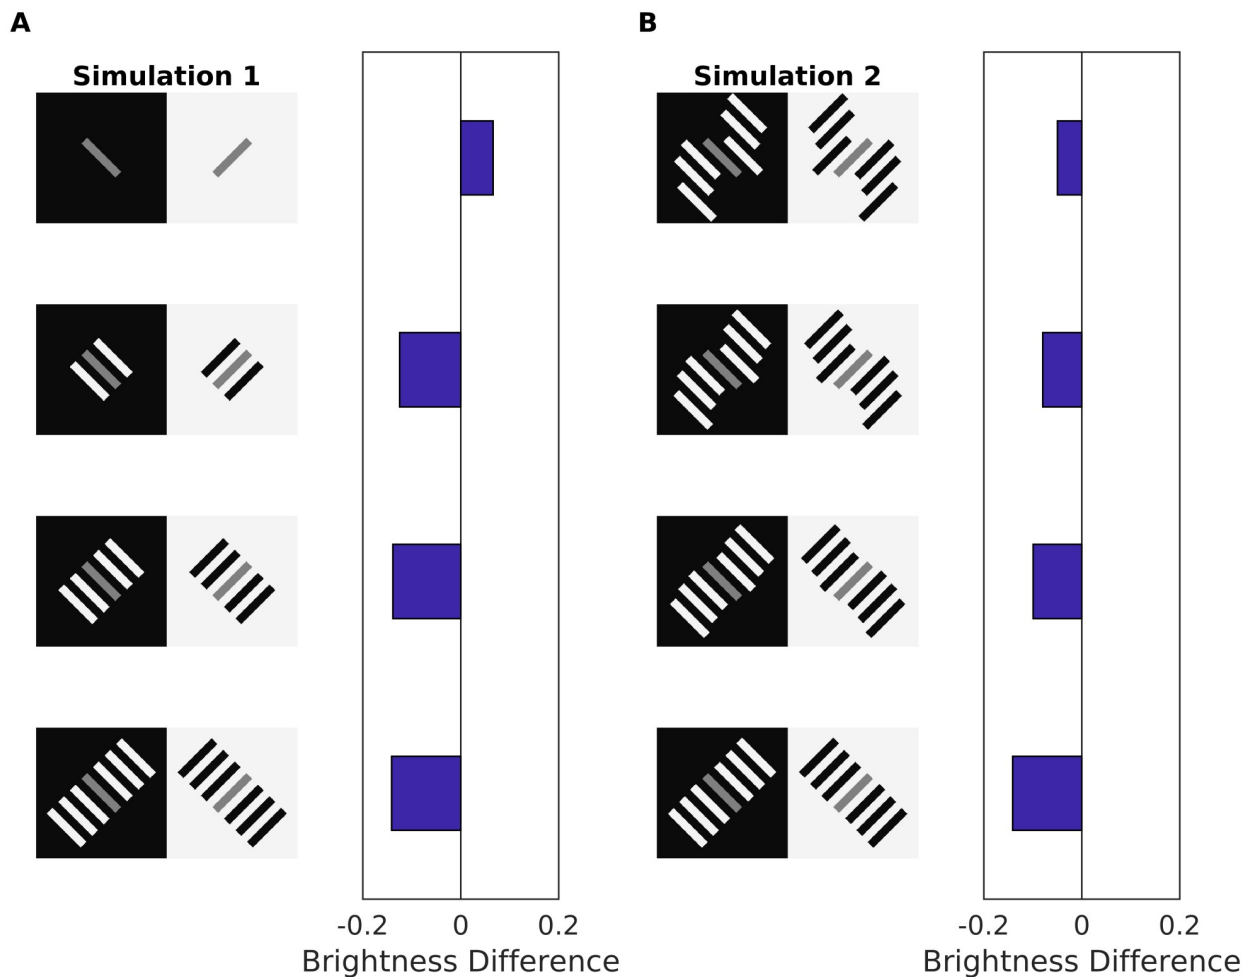 A
Simulation 1
-0.2 0 0.2
Brightness Difference
B
Simulation 2
-0.2 0 0.2
Brightness Difference